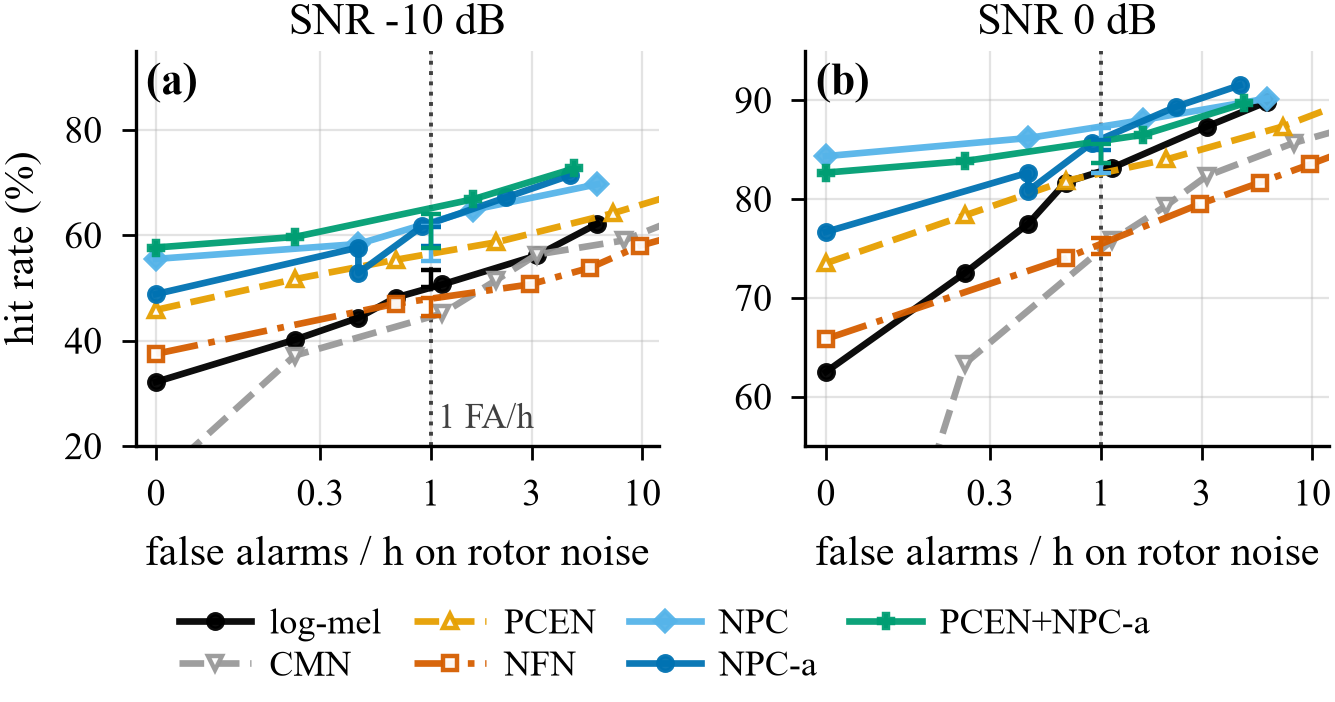 SNR -10 dB
SNR 0 dB
(a)
(b)
hit rate (%)
80
60
40
20
90
80
70
60
1 FA/h
0 0.3 1 3 10
0 0.3 1 3 10
false alarms / h on rotor noise
false alarms / h on rotor noise
log-mel PCEN NPC PCEN+NPC-a
CMN NFN NPC-a